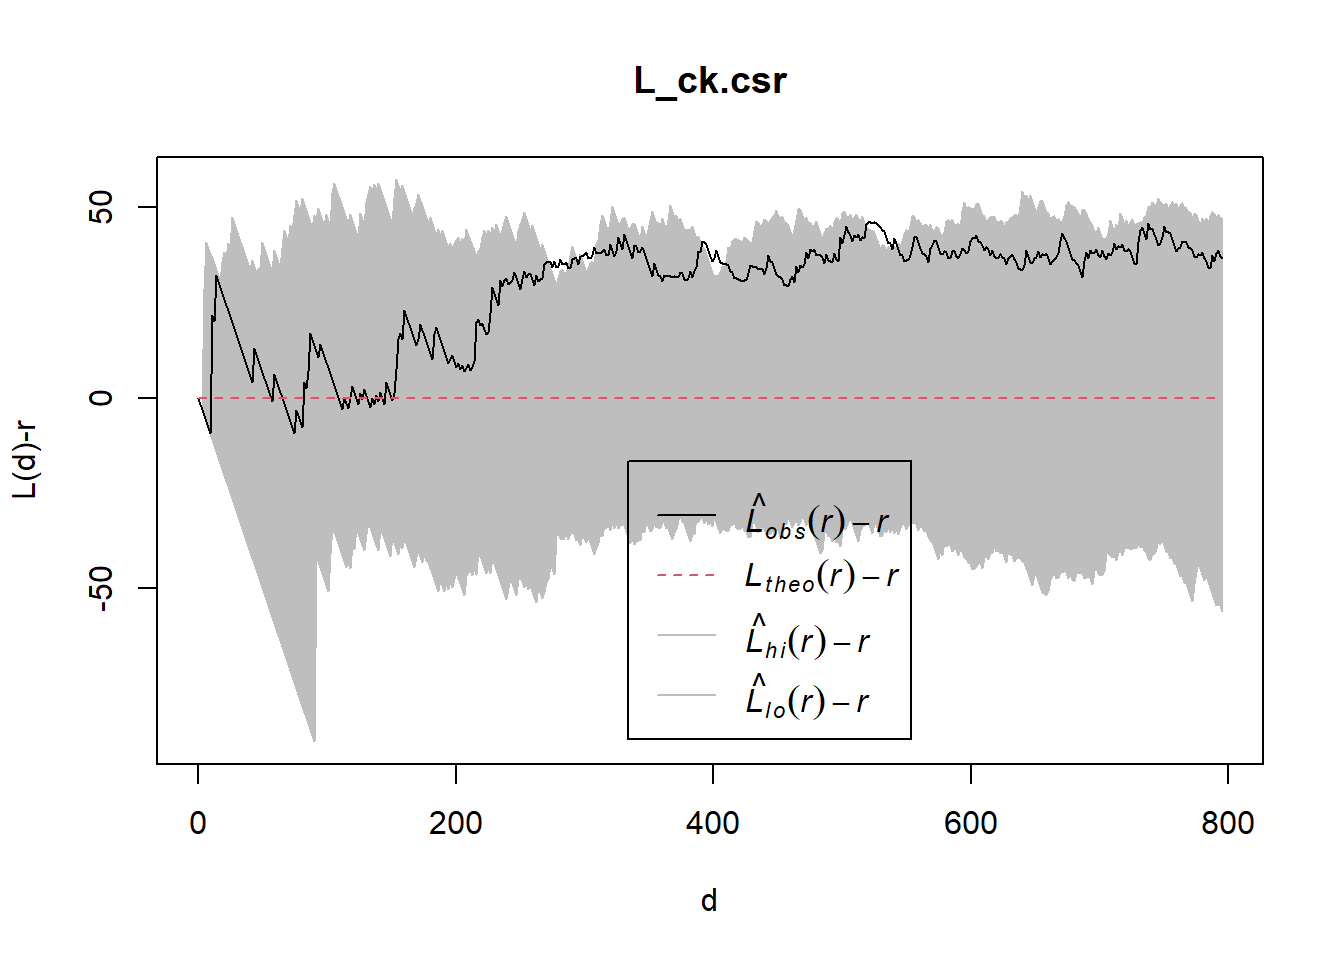 L_ck.csr
50
0
-50
L(d)-r
L̂obs(r) – r
Ltheo(r) – r
L̂hi(r) – r
L̂lo(r) – r
0 200 400 600 800
d